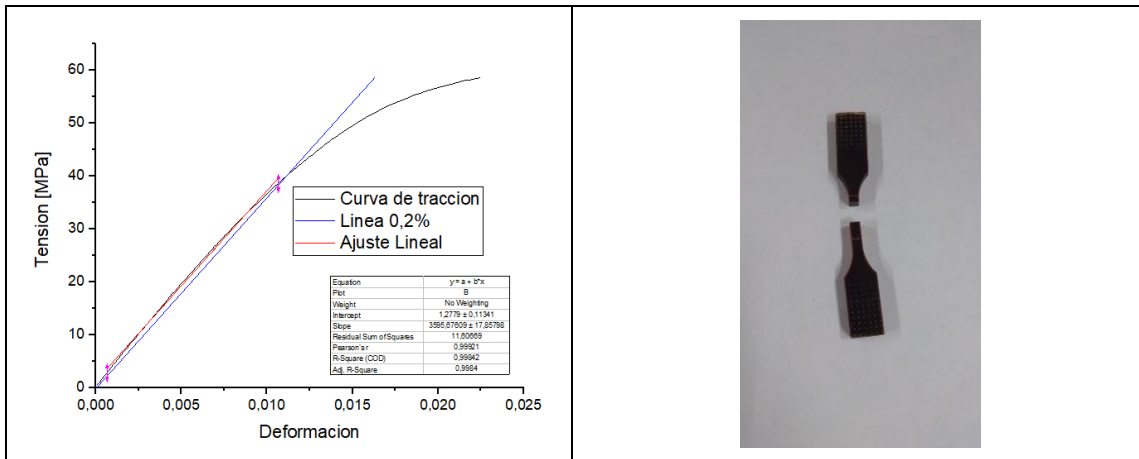 Tension [MPa]
60
50
40
30
20
10
0
0,000
0,005
0,010
0,015
0,020
0,025
Deformacion
Curva de traccion
Linea 0,2%
Ajuste Lineal
Equation y = a + b*x
Plot B
Weight No Weighting
Intercept 1,2779 ± 0,11341
Slope 3595,67609 ± 17,85798
Residual Sum of Squares 11,60669
Pearson's r 0,99921
R-Square (COD) 0,99842
Adj. R-Square 0,9984